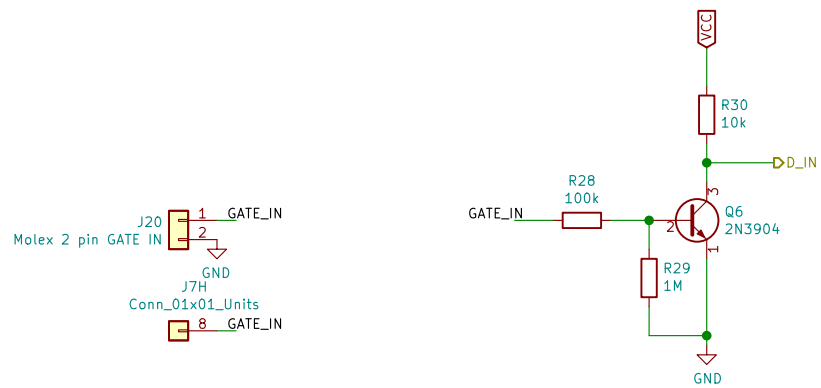 VCC
R30
10k
D_IN
3
R28
100k
GATE_IN
2
Q6
2N3904
1
R29
1M
GND
J20
Molex 2 pin GATE IN
1
GATE_IN
2
GND
J7H
Conn_01x01_Units
8
GATE_IN